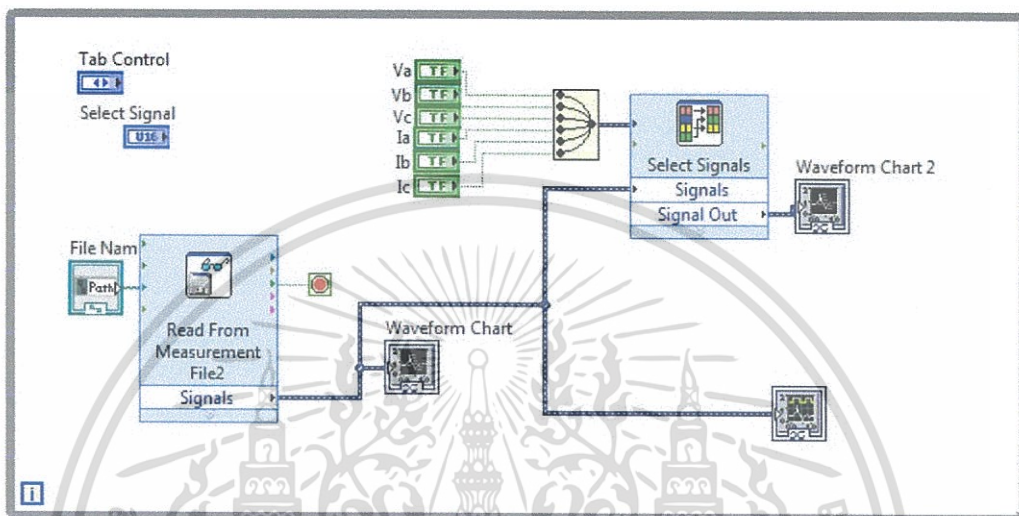 Tab Control
Select Signal
U16
Va TF
Vb TF
Vc TF
Ia TF
Ib TF
Ic TF
Select Signals
Signals
Signal Out
Waveform Chart 2
File Nam
Path
Read From
Measurement
File2
Signals
Waveform Chart
i